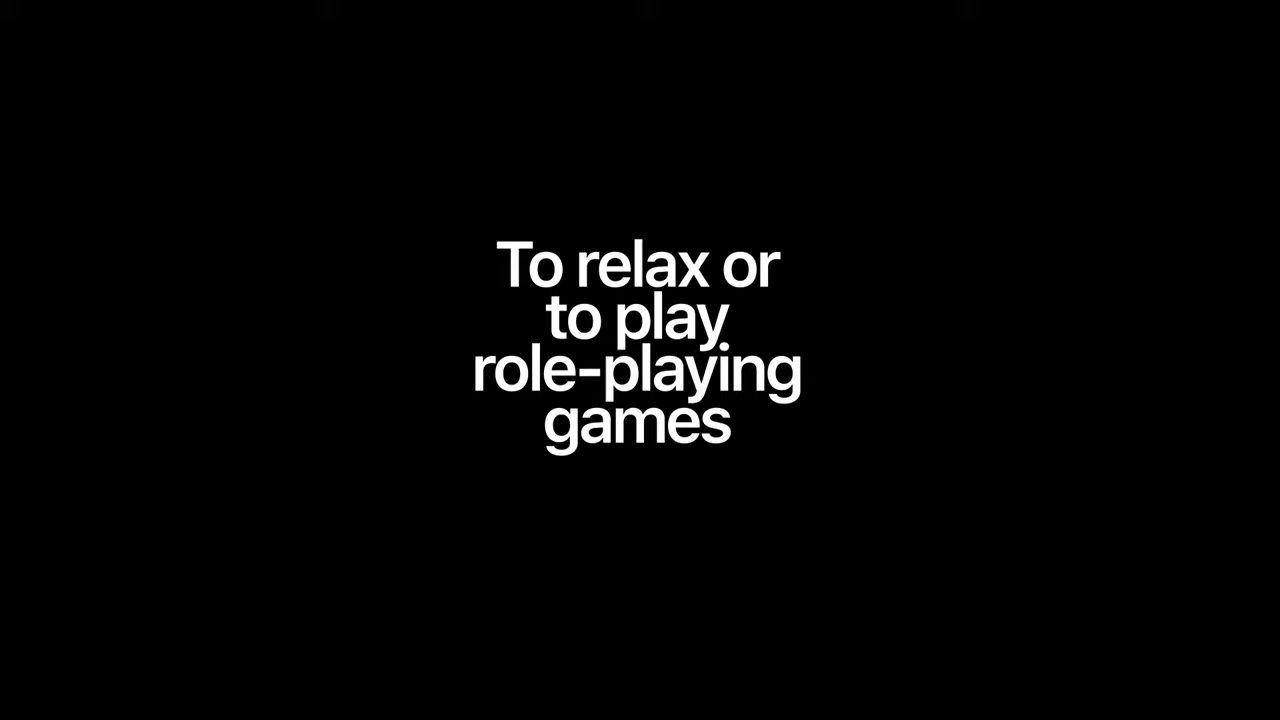 To relax or
to play
role-playing
games